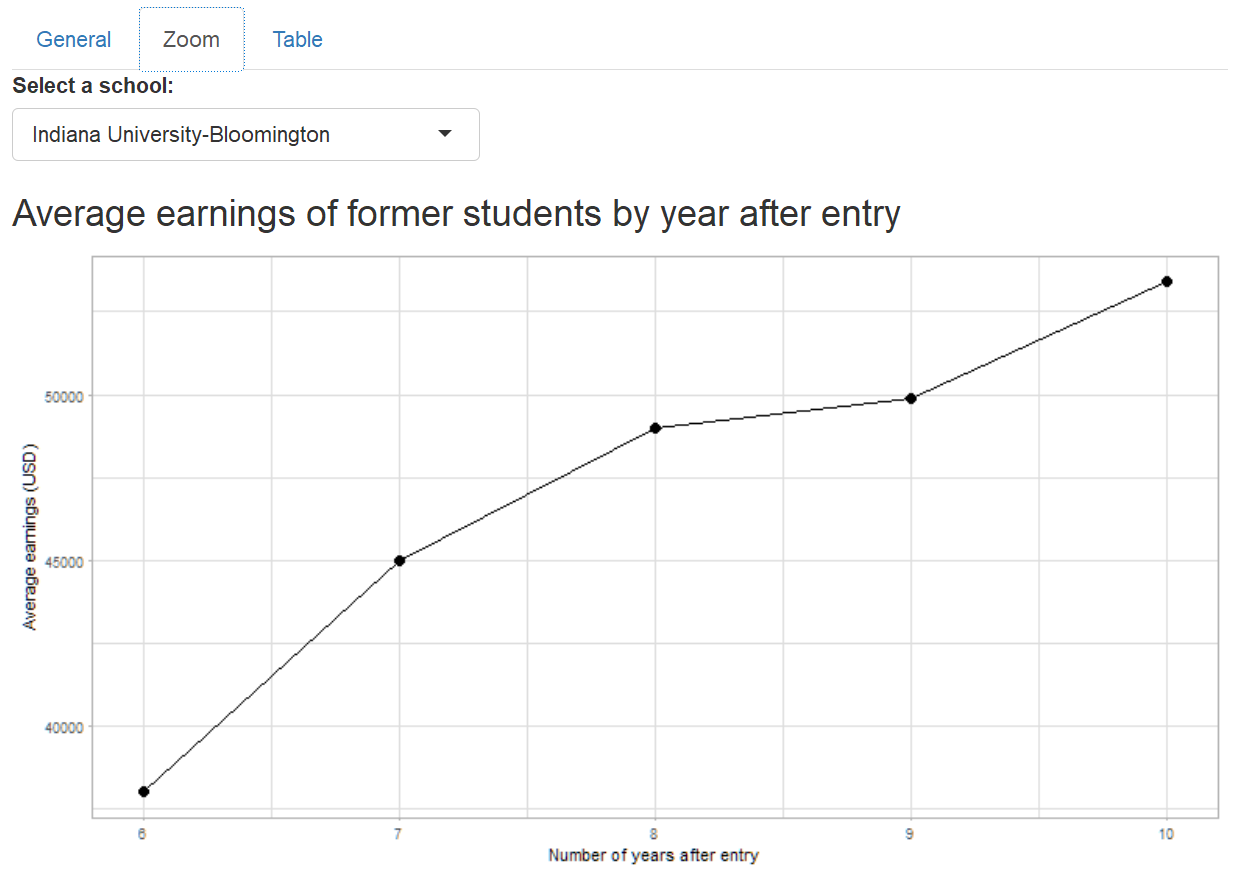 General Zoom Table
Select a school:
Indiana University-Bloomington
Average earnings of former students by year after entry
50000
45000
40000
Average earnings (USD)
6 7 8 9 10
Number of years after entry